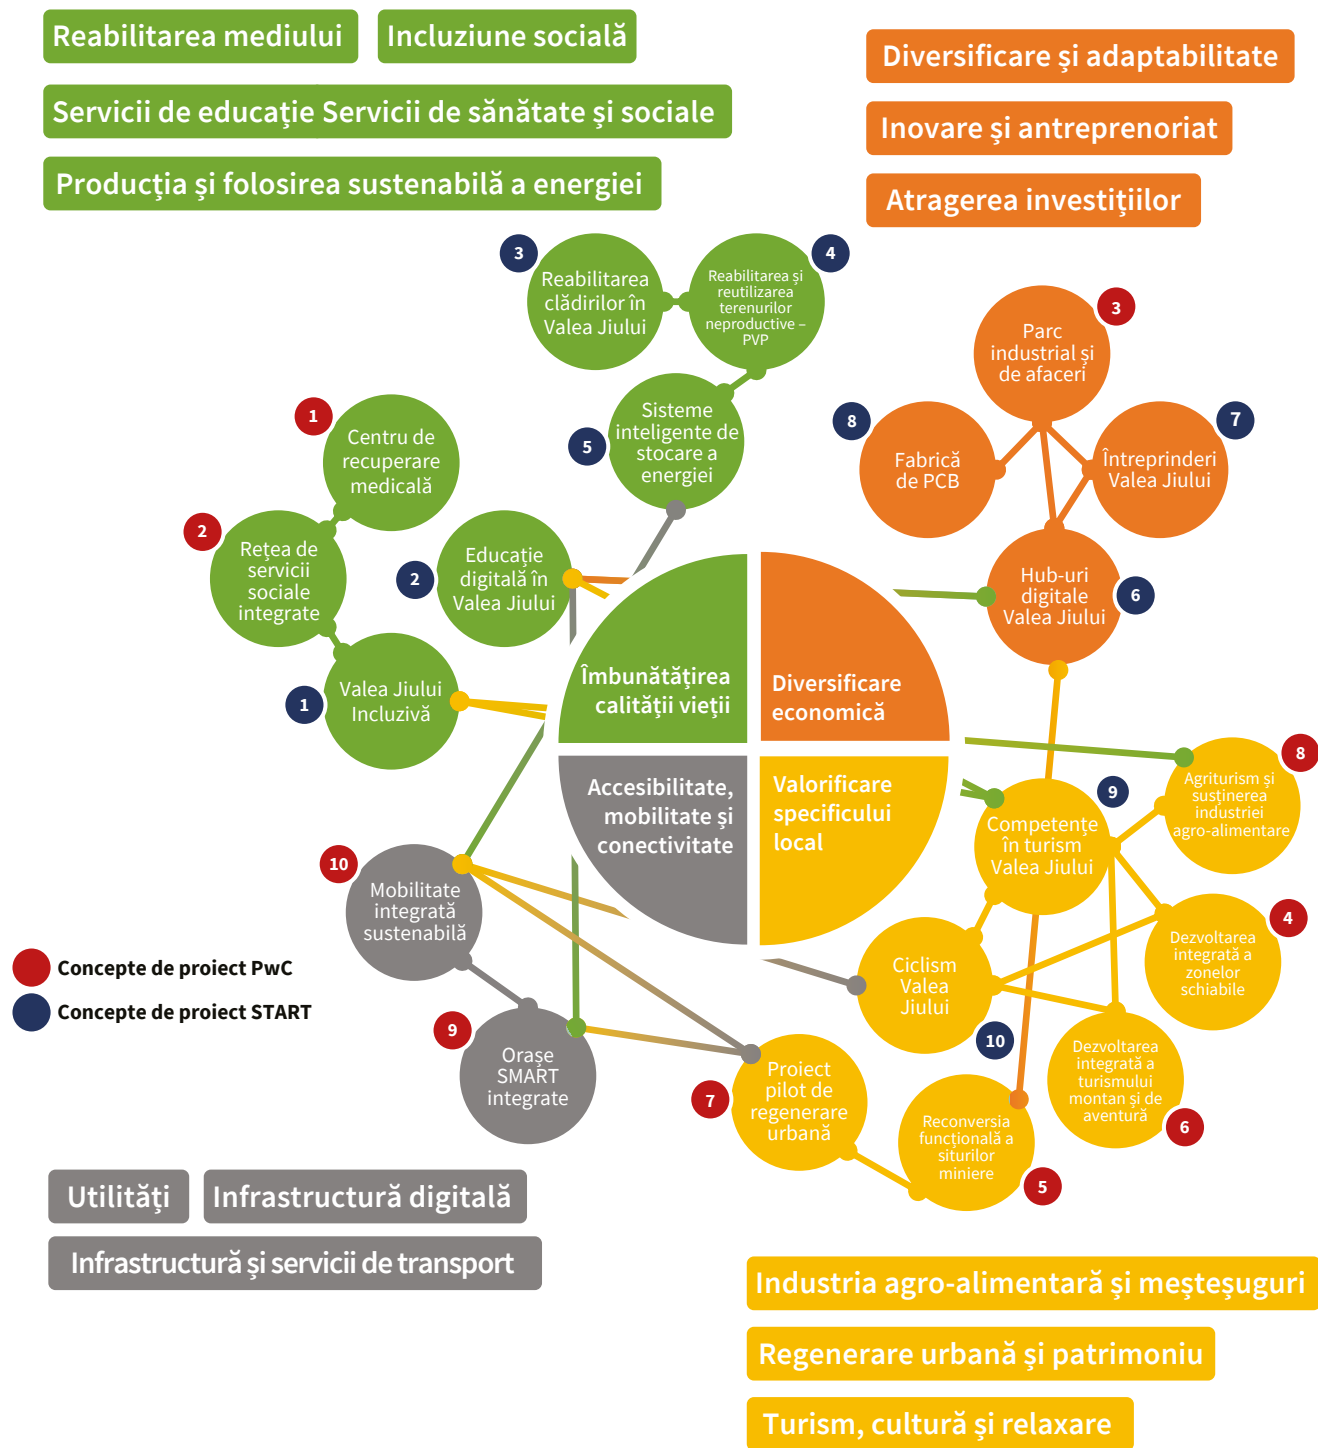 Reabilitarea mediului
Incluziune socială
Servicii de educație Servicii de sănătate și sociale
Producția și folosirea sustenabilă a energiei
Diversificare și adaptabilitate
Inovare și antreprenoriat
Atragerea investițiilor
3
Reabilitarea
clădirilor în
Valea Jiului
4
Reabilitarea și
reutilizarea
terenurilor
neproductive –
PVP
5
Sisteme
inteligente de
stocare a
energiei
1
Centru de
recuperare
medicală
2
Rețea de
servicii
sociale
integrate
2
Educație
digitală în
Valea Jiului
1
Valea Jiului
Incluzivă
3
Parc
industrial și
de afaceri
8
Fabrică
de PCB
7
Întreprinderi
Valea Jiului
Hub-uri
digitale
Valea Jiului
6
Îmbunătățirea
calității vieții
Diversificare
economică
Accesibilitate,
mobilitate și
conectivitate
Valorificare
specificului
local
9
Competențe
în turism
Valea Jiului
8
Agriturism și
susținerea
industriei
agro-alimentare
4
Dezvoltarea
integrată a
zonelor
schiabile
Ciclism
Valea
Jiului
10
Dezvoltarea
integrată a
turismului
montan și de
aventură
6
Reconversia
funcțională a
siturilor
miniere
5
7
Proiect
pilot de
regenerare
urbană
10
Mobilitate
integrată
sustenabilă
9
Orașe
SMART
integrate
Concepte de proiect PwC
Concepte de proiect START
Utilități
Infrastructură digitală
Infrastructură și servicii de transport
Industria agro-alimentară și meșteșuguri
Regenerare urbană și patrimoniu
Turism, cultură și relaxare